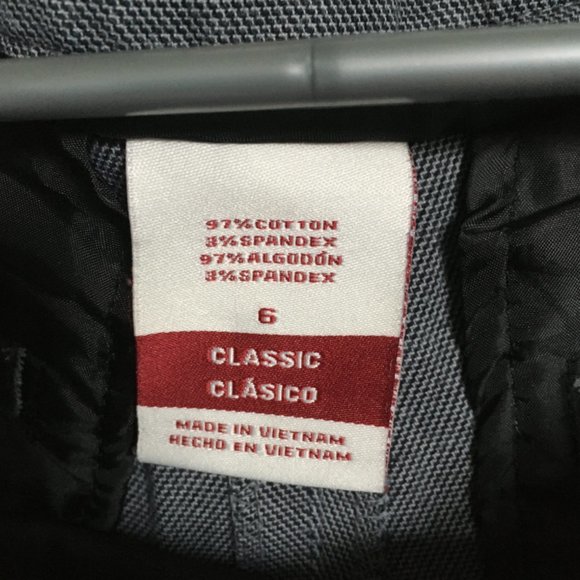 97% COTTON
3% SPANDEX
97% ALGODÓN
3% SPANDEX
6
CLASSIC
CLÁSICO
MADE IN VIETNAM
HECHO EN VIETNAM